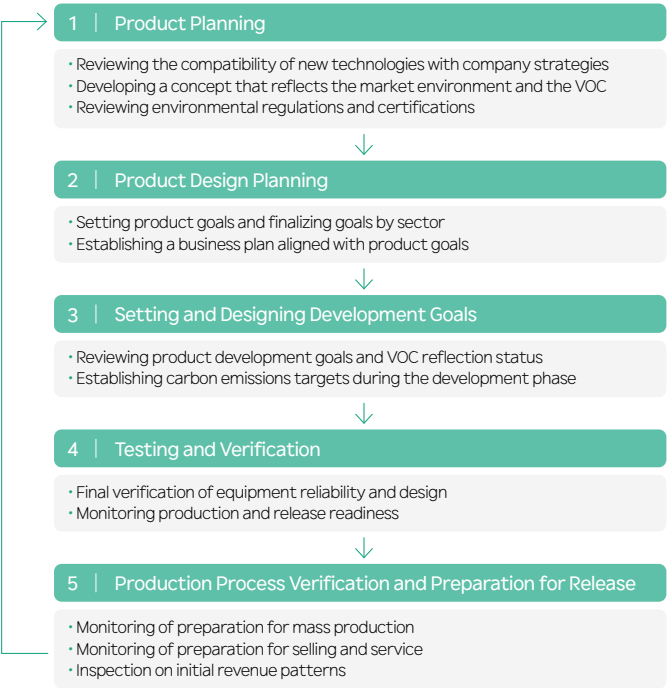 1 | Product Planning
· Reviewing the compatibility of new technologies with company strategies
· Developing a concept that reflects the market environment and the VOC
· Reviewing environmental regulations and certifications
2 | Product Design Planning
· Setting product goals and finalizing goals by sector
· Establishing a business plan aligned with product goals
3 | Setting and Designing Development Goals
· Reviewing product development goals and VOC reflection status
· Establishing carbon emissions targets during the development phase
4 | Testing and Verification
· Final verification of equipment reliability and design
· Monitoring production and release readiness
5 | Production Process Verification and Preparation for Release
· Monitoring of preparation for mass production
· Monitoring of preparation for selling and service
· Inspection on initial revenue patterns